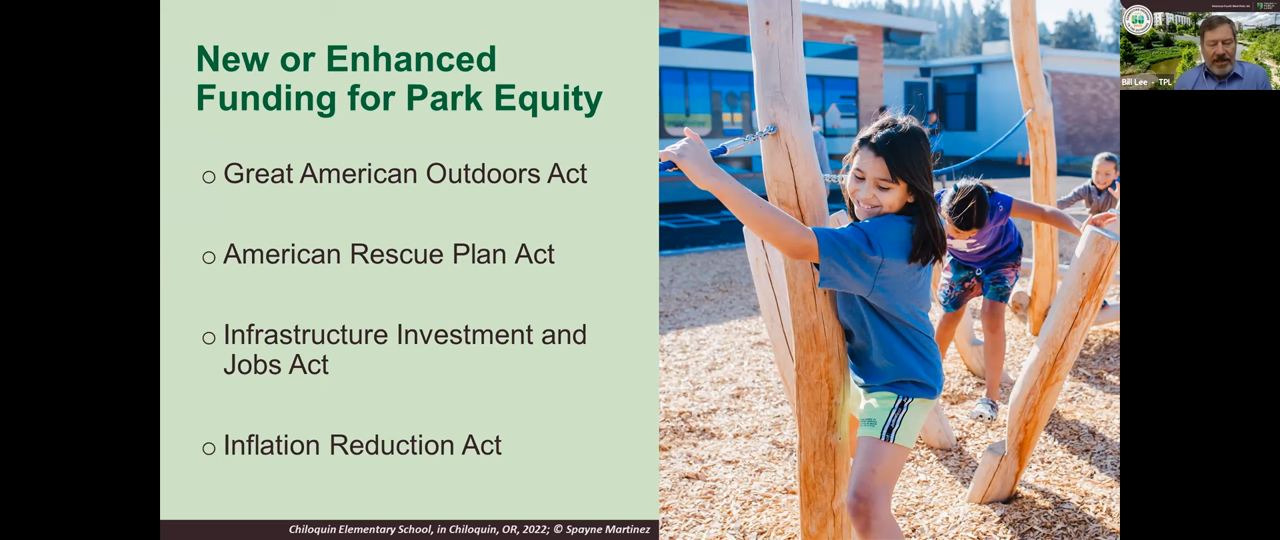 New or Enhanced
Funding for Park Equity
Great American Outdoors Act
American Rescue Plan Act
Infrastructure Investment and
Jobs Act
Inflation Reduction Act
Chiloquin Elementary School, in Chiloquin, OR, 2022; © Spayne Martinez
50
Bill Lee - TPL